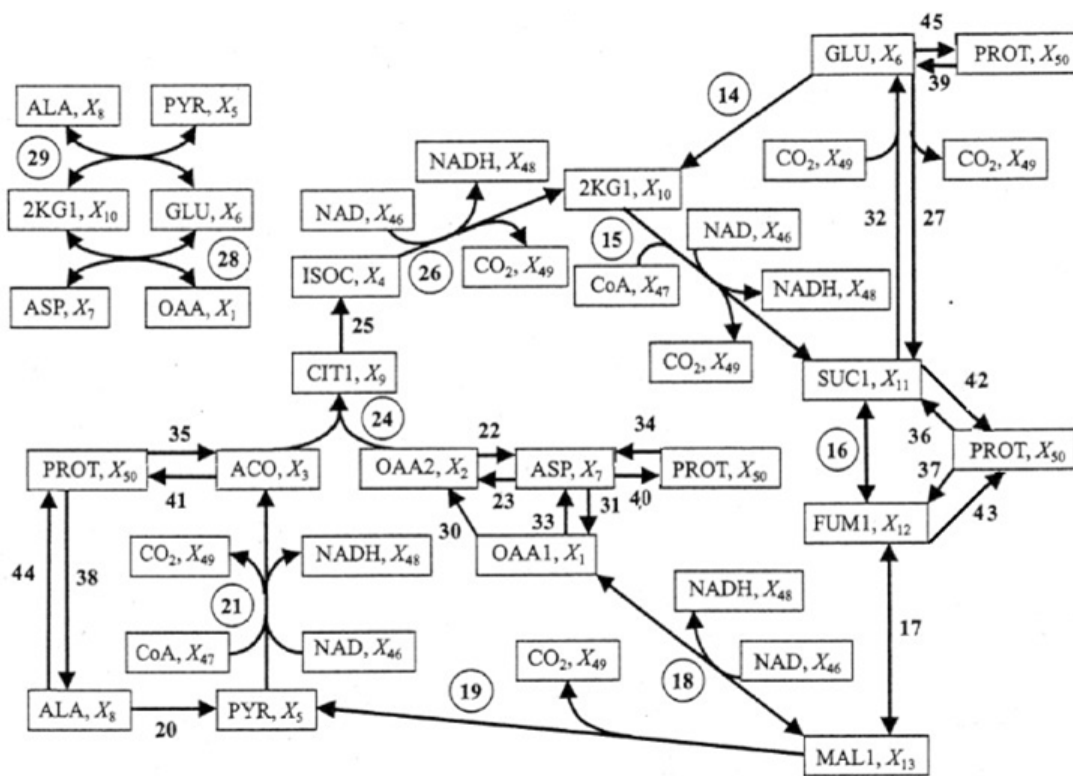 45
GLU, X6
PROT, X50
39
14
ALA, X8
PYR, X5
29
NADH, X48
CO2, X49
CO2, X49
2KG1, X10
GLU, X6
2KG1, X10
NAD, X46
32
27
28
15
NAD, X46
ASP, X7
OAA, X1
ISOC, X4
26
CO2, X49
CoA, X47
NADH, X48
25
CO2, X49
CIT1, X9
SUC1, X11
42
24
35
22
34
16
36
PROT, X50
PROT, X50
ACO, X3
OAA2, X2
ASP, X7
PROT, X50
37
41
23
31
40
30
33
FUM1, X12
43
CO2, X49
NADH, X48
OAA1, X1
44
38
21
NADH, X48
17
CoA, X47
NAD, X46
CO2, X49
18
NAD, X46
19
ALA, X8
20
PYR, X5
MAL1, X13